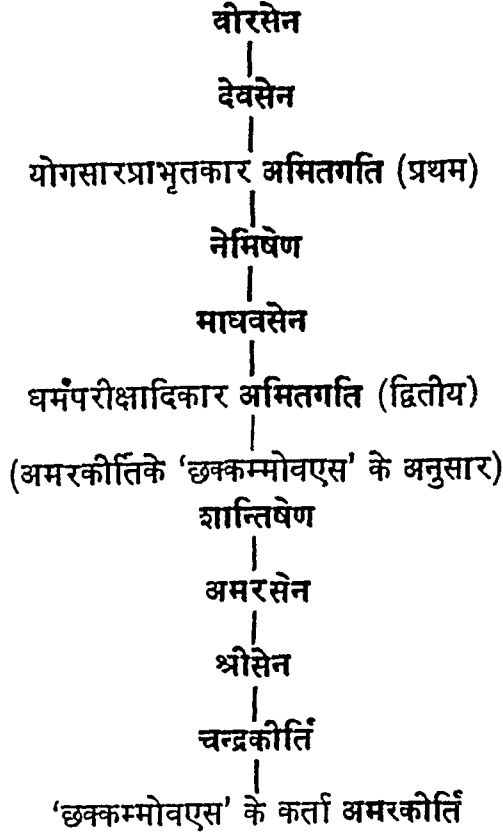 वीरसेन
देवसेन
योगसारप्राभृतकार अमितगति (प्रथम)
नेमिषेण
माधवसेन
धर्मपरीक्षादिकार अमितगति (द्वितीय)
(अमरकीर्तिके 'छक्कम्मोवएस' के अनुसार)
शान्तिषेण
अमरसेन
श्रीसेन
चन्द्रकीर्ति
'छक्कम्मोवएस' के कर्ता अमरकीर्ति